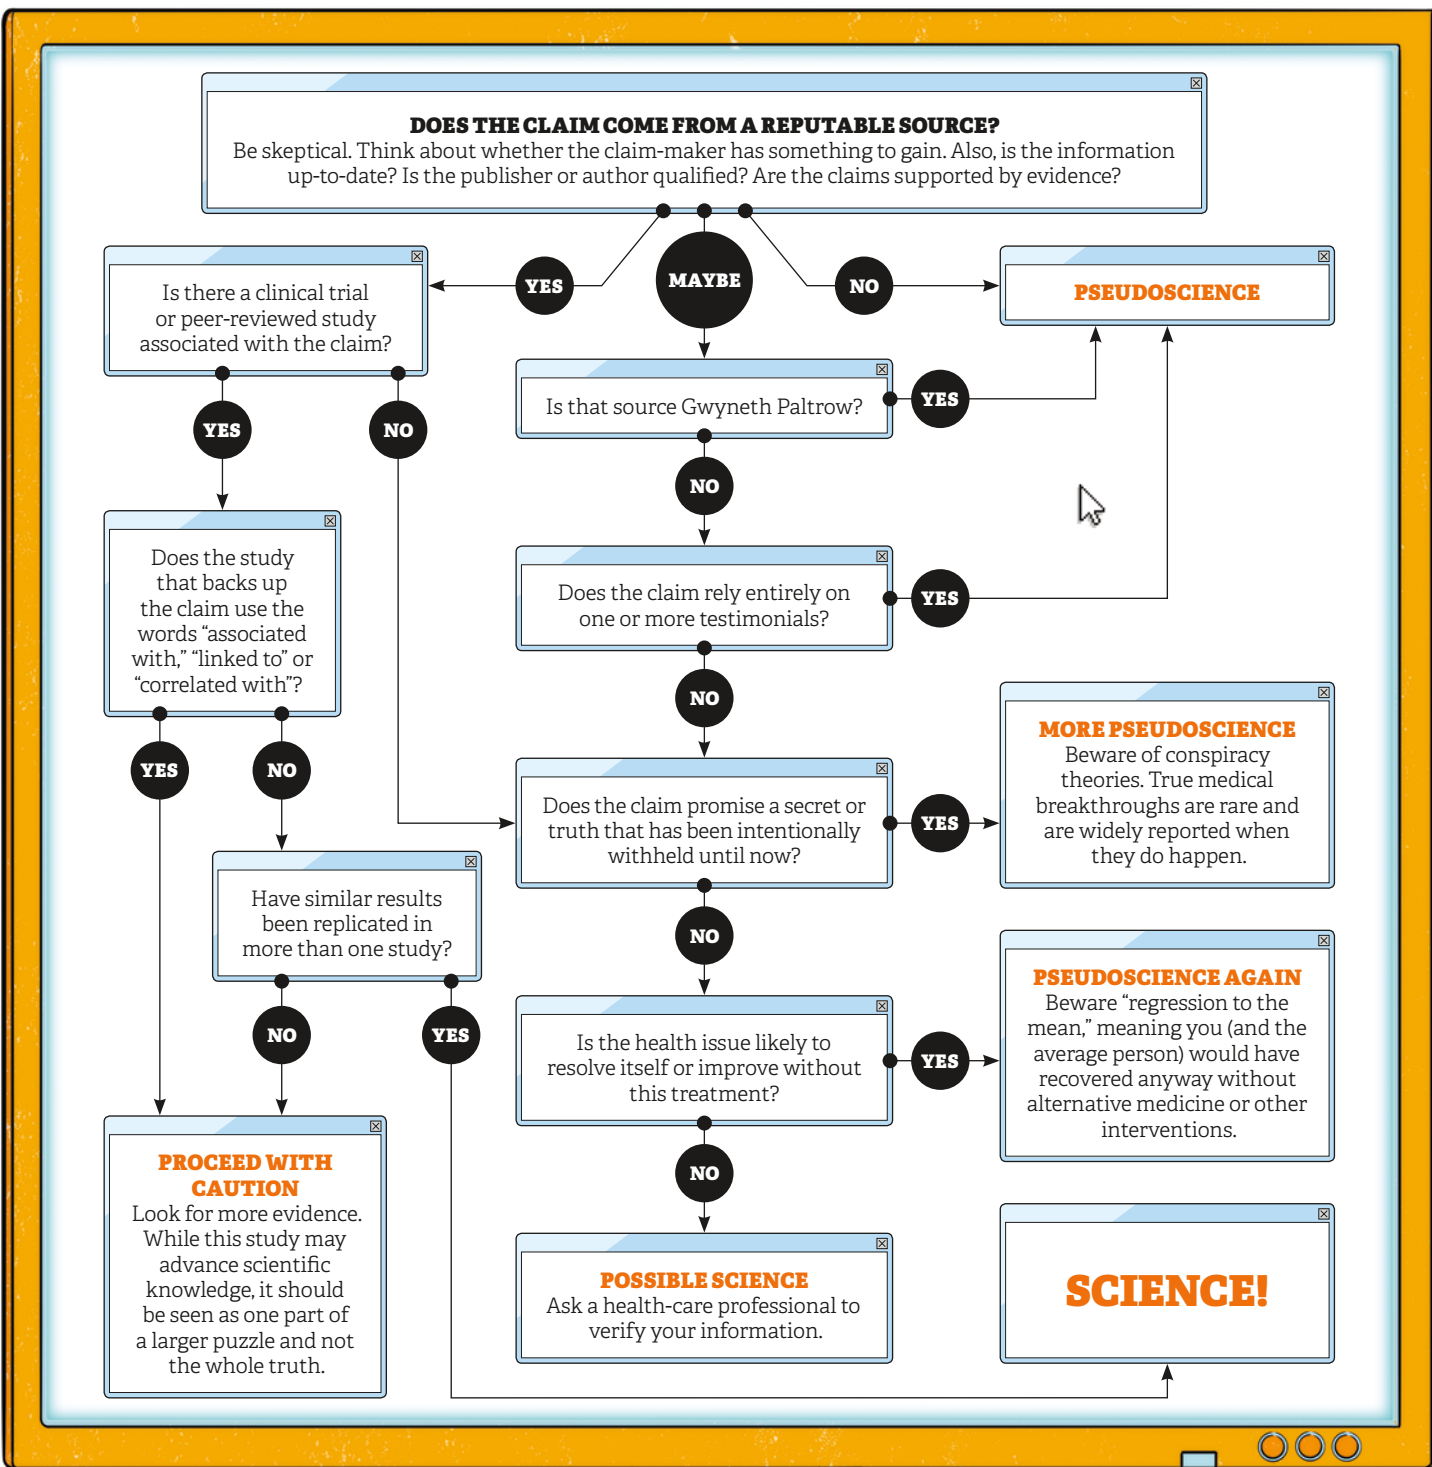 DOES THE CLAIM COME FROM A REPUTABLE SOURCE?
Be skeptical. Think about whether the claim-maker has something to gain. Also, is the information
up-to-date? Is the publisher or author qualified? Are the claims supported by evidence?
YES
MAYBE
NO
Is there a clinical trial
or peer-reviewed study
associated with the claim?
PSEUDOSCIENCE
YES
NO
Is that source Gwyneth Paltrow?
YES
NO
Does the study
that backs up
the claim use the
words “associated
with,” “linked to” or
“correlated with”?
Does the claim rely entirely on
one or more testimonials?
YES
NO
YES
NO
Does the claim promise a secret or
truth that has been intentionally
withheld until now?
YES
MORE PSEUDOSCIENCE
Beware of conspiracy
theories. True medical
breakthroughs are rare and
are widely reported when
they do happen.
Have similar results
been replicated in
more than one study?
NO
NO
YES
Is the health issue likely to
resolve itself or improve without
this treatment?
YES
PSEUDOSCIENCE AGAIN
Beware “regression to the
mean,” meaning you (and the
average person) would have
recovered anyway without
alternative medicine or other
interventions.
PROCEED WITH
CAUTION
Look for more evidence.
While this study may
advance scientific
knowledge, it should
be seen as one part of
a larger puzzle and not
the whole truth.
NO
POSSIBLE SCIENCE
Ask a health-care professional to
verify your information.
SCIENCE!